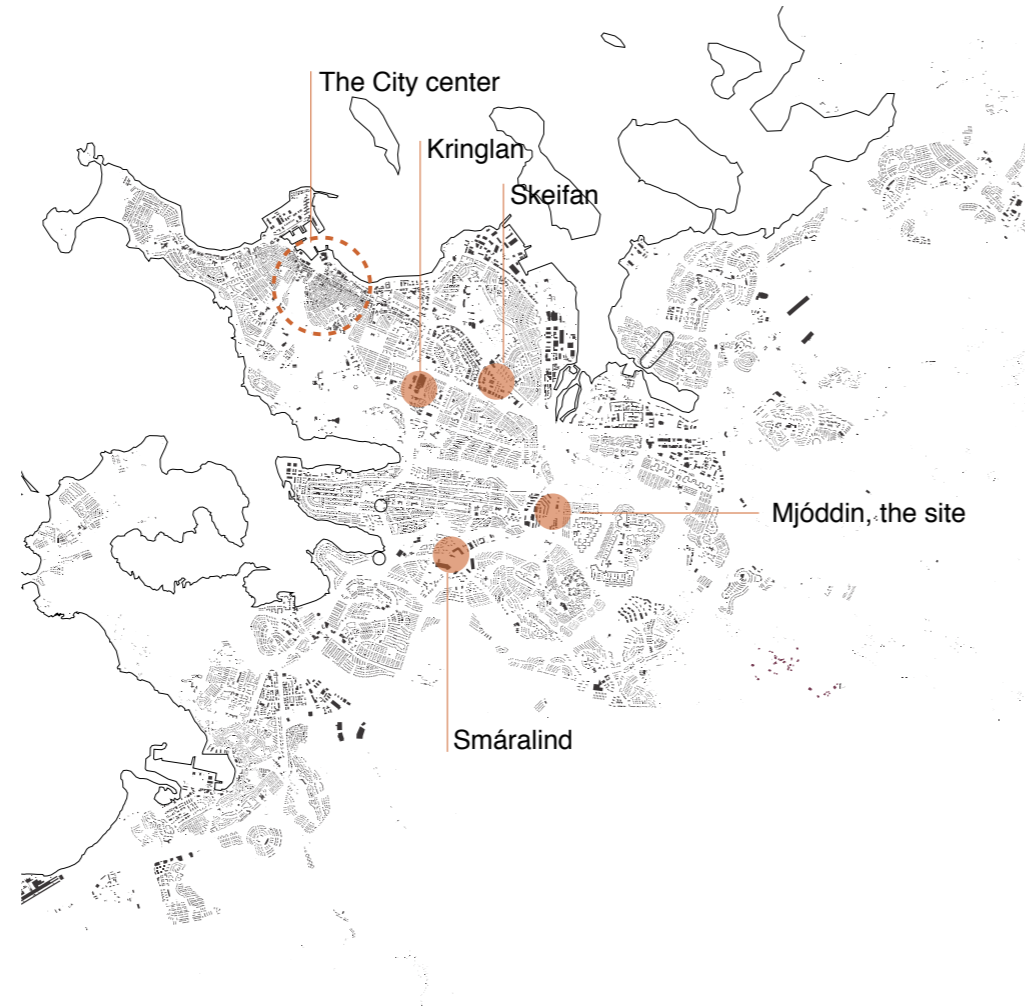 The City center
Kringlan
Skeifan
Mjóddin, the site
Smáralind